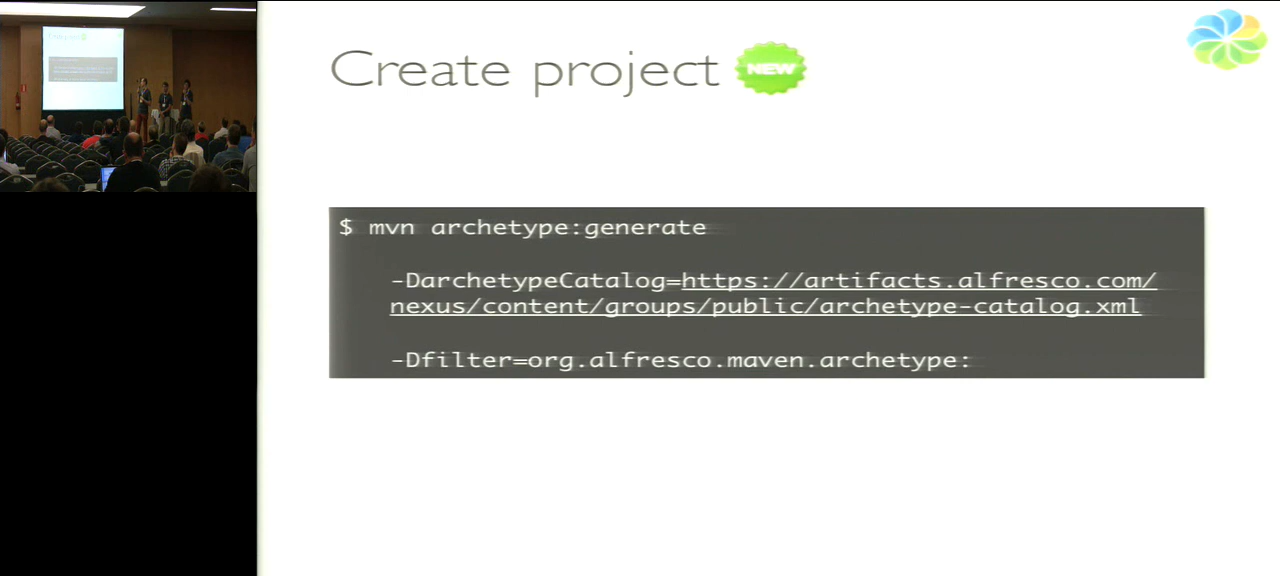 Create project NEW
$ mvn archetype:generate
-DarchetypeCatalog=https://artifacts.alfresco.com/
nexus/content/groups/public/archetype-catalog.xml
-Dfilter=org.alfresco.maven.archetype: